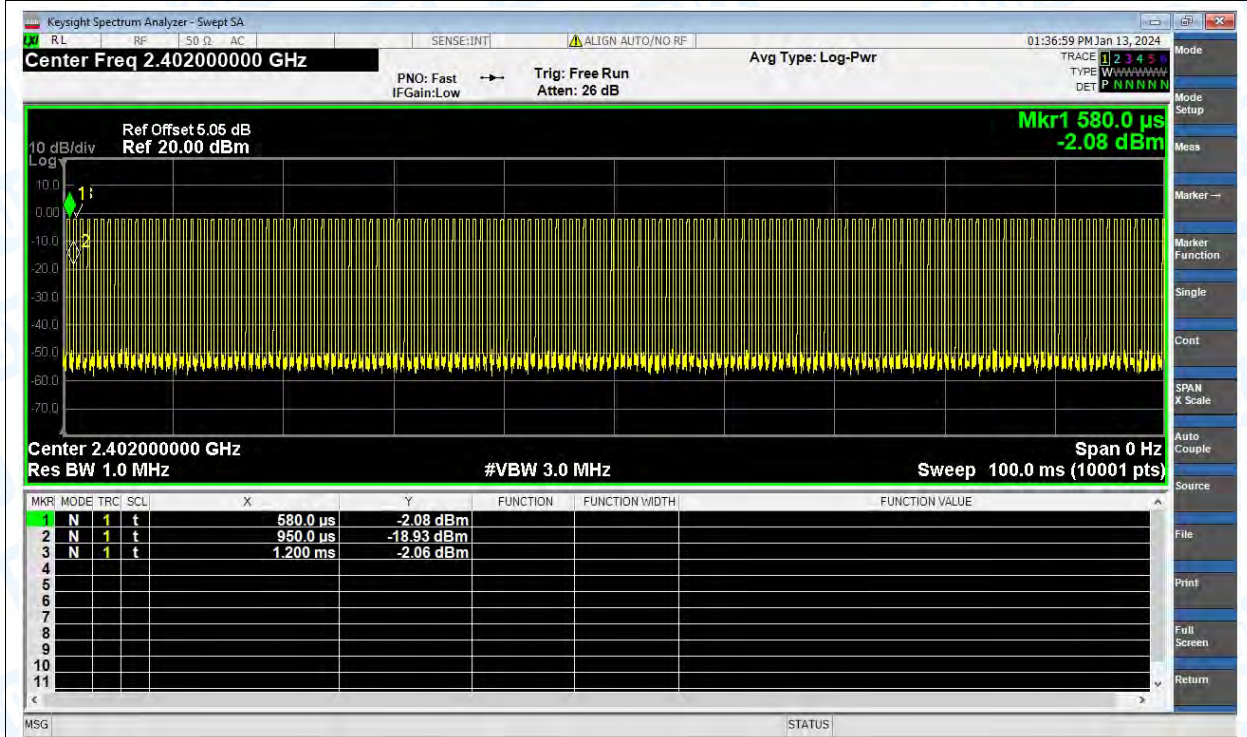 Keysight Spectrum Analyzer - Swept SA
LXI RL RF 50 Ω AC SENSE:INT ALIGN AUTO/NO RF 01:36:59 PM Jan 13, 2024
Center Freq 2.402000000 GHz
PNO: Fast
IFGain:Low
Trig: Free Run
Atten: 26 dB
Avg Type: Log-Pwr
TRACE 1 2 3 4 5 6
TYPE WWWWWW
DET P N N N N N
Mkr1 580.0 µs
-2.08 dBm
Ref Offset 5.05 dB
10 dB/div Ref 20.00 dBm
Log
10.0
0.00
-10.0
-20.0
-30.0
-40.0
-50.0
-60.0
-70.0
1
2
Center 2.402000000 GHz Span 0 Hz
Res BW 1.0 MHz #VBW 3.0 MHz Sweep 100.0 ms (10001 pts)
MKR MODE TRC SCL X Y FUNCTION FUNCTION WIDTH FUNCTION VALUE
1 N 1 t 580.0 µs -2.08 dBm
2 N 1 t 950.0 µs -18.93 dBm
3 N 1 t 1.200 ms -2.06 dBm
4
5
6
7
8
9
10
11
MSG STATUS
Mode
Mode
Setup
Meas
Marker →
Marker
Function
Single
Cont
SPAN
X Scale
Auto
Couple
Source
File
Print
Full
Screen
Return